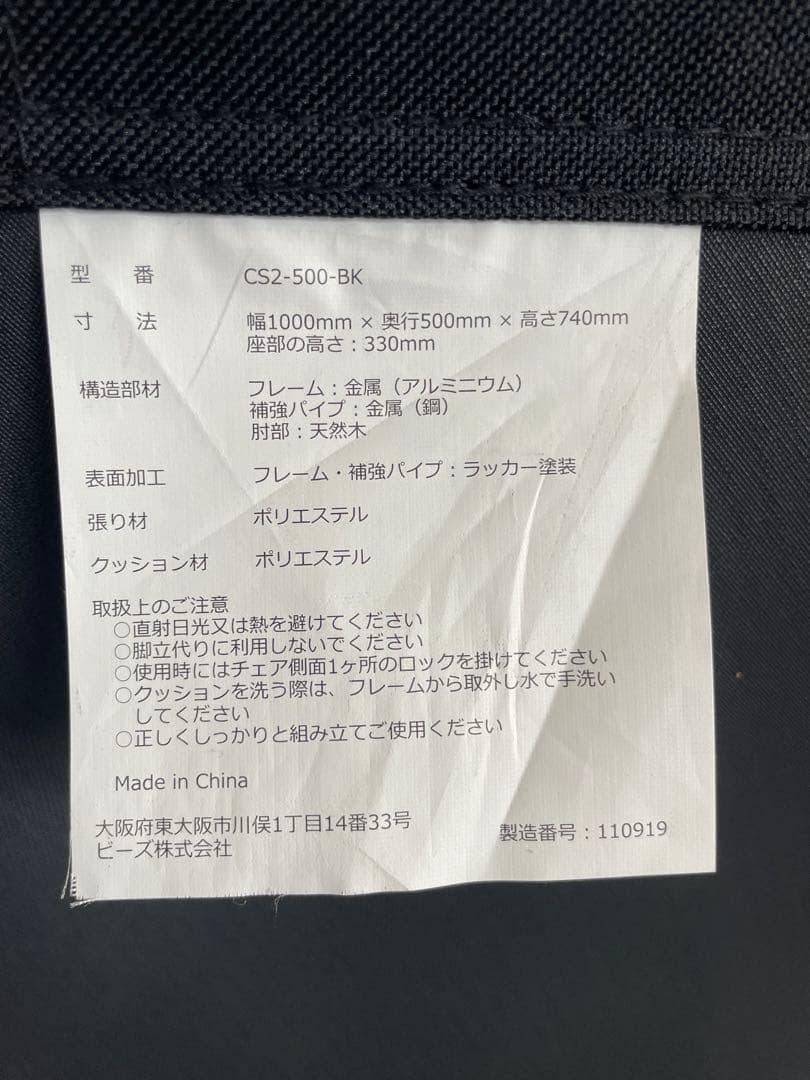 型番 CS2-500-BK
寸法 幅1000mm × 奥行500mm × 高さ740mm
座部の高さ：330mm
構造部材 フレーム：金属（アルミニウム）
補強パイプ：金属（鋼）
肘部：天然木
表面加工 フレーム・補強パイプ：ラッカー塗装
張り材 ポリエステル
クッション材 ポリエステル
取扱上のご注意
○直射日光又は熱を避けてください
○脚立代りに利用しないでください
○使用時にはチェア側面1ヶ所のロックを掛けてください
○クッションを洗う際は、フレームから取外し水で手洗い
してください
○正しくしっかりと組み立てご使用ください
Made in China
大阪府東大阪市川俣1丁目14番33号
ビーズ株式会社 製造番号：110919